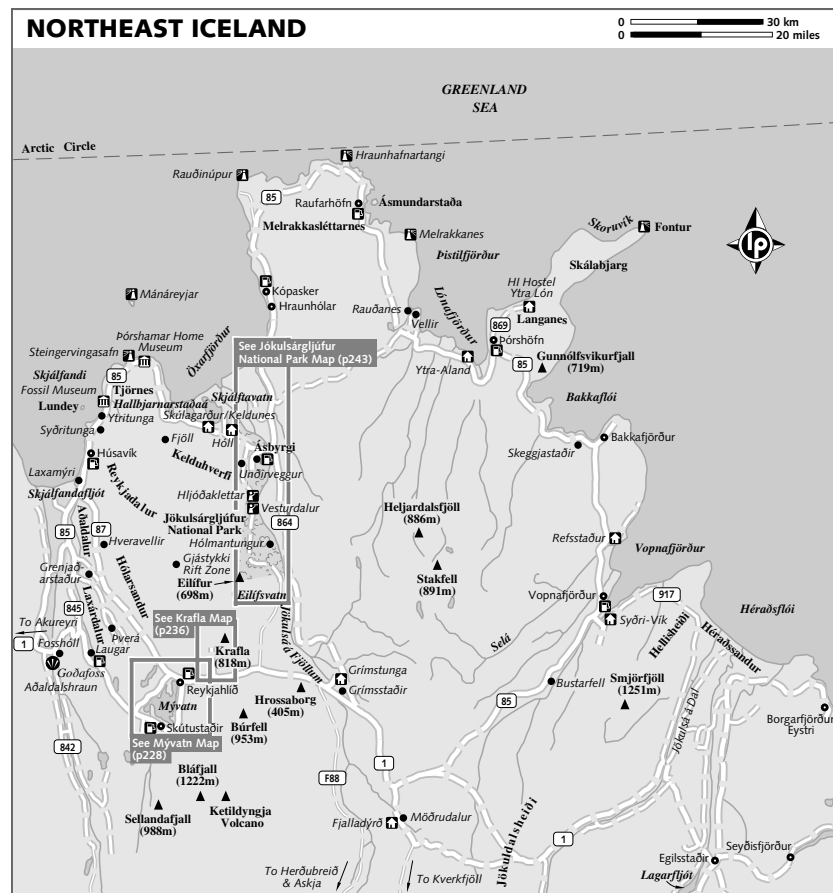 NORTHEAST ICELAND
0 30 km
0 20 miles
GREENLAND
SEA
Arctic Circle
Hraunhafnartangi
Rauðinúpur
85
Raufarhöfn
Ásmundarstaða
Melrakkasléttarnes
Melrakkanes
Skoruvík
Fontur
lp
Þistilfjörður
Skálabjarg
HI Hostel
Ytra Lón
Kópasker
Mánáreyjar
Hraunhólar
Rauðanes
Vellir
Lónafjörður
Langanes
869
Þórshöfn
Öxarfjörður
Þórshamar Home
Museum
Steingervingasafn
See Jökulsárgljúfur
National Park Map (p243)
Gunnólfsvikurfjall
(719m)
85
Ytra-Aland
Skjálfandi
85
Tjörnes
Fossil Museum
Hallbjarnarstaðaá
Skjálftavatn
Bakkaflói
Lundey
Ytritunga
Skúlagarður/Keldunes
Syðritunga
Fjöll
Hóll
Ásbyrgi
Bakkafjörður
Skeggjastaðir
Húsavík
Kelduhverfi
Undirveggur
Laxamýri
Reykjadalur
Hljóðaklettar
Skjálfandafljót
Vesturdalur
Heljardalsfjöll
(886m)
Jökulsárgljúfur
National Park
864
85
Aðaldalur
87
Hveravellir
Hólmantungur
Refsstaður
Gjástykki
Rift Zone
Vopnafjörður
Grenjað-
arstaður
Hólarsandur
Eilífur
(698m)
Eilífsvatn
Stakfell
(891m)
Vopnafjörður
917
845
Laxárdalur
To Akureyri
Þverá
See Krafla Map
(p236)
Jökulsá á Fjöllum
Selá
Syðri-Vík
Hellisheiði
Héraðsflói
Héraðssandur
1
Fosshóll
Laugar
Krafla
(818m)
Goðafoss
Aðaldalshraun
Grímstunga
Reykjahlíð
Grímsstaðir
Hrossaborg
(405m)
Bustarfell
Smjörfjöll
(1251m)
Mývatn
Jökulsá á Dal
85
Borgarfjörður
Eystri
Skútustaðir
Búrfell
(953m)
See Mývatn Map
(p228)
842
Bláfjall
(1222m)
F88
1
Sellandafjall
(988m)
Ketildyngja
Volcano
Fjalladýrð
Möðrudalur
Jökuldalsheiði
1
Egilsstaðir
Seyðisfjörður
To Herðubreið
& Askja
To Kverkfjöll
Lagarfljót